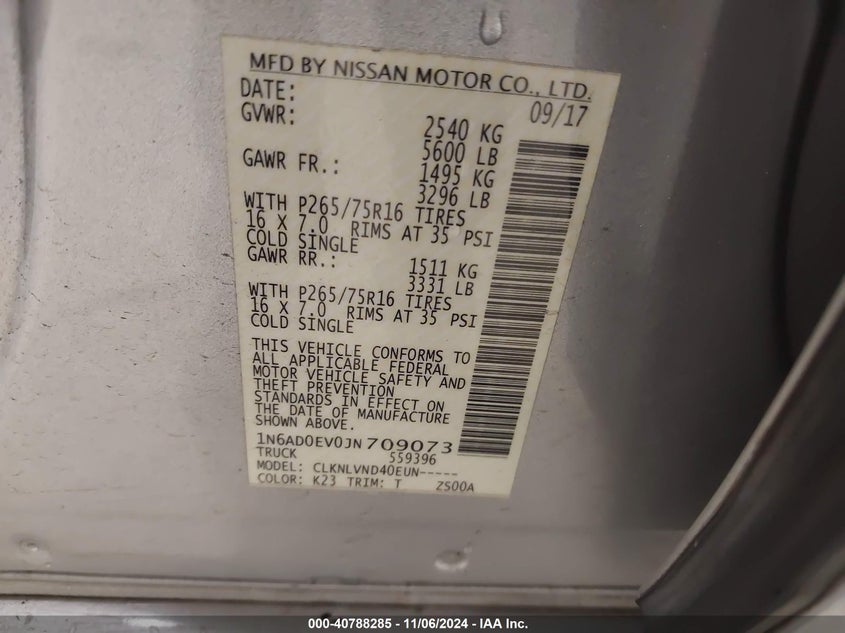 MFD BY NISSAN MOTOR CO., LTD.
DATE: 09/17
GVWR: 2540 KG
5600 LB
GAWR FR.: 1495 KG
3296 LB
WITH P265/75R16 TIRES
16 X 7.0 RIMS AT 35 PSI
COLD SINGLE
GAWR RR.: 1511 KG
3331 LB
WITH P265/75R16 TIRES
16 X 7.0 RIMS AT 35 PSI
COLD SINGLE
THIS VEHICLE CONFORMS TO
ALL APPLICABLE FEDERAL
MOTOR VEHICLE SAFETY AND
THEFT PREVENTION
STANDARDS IN EFFECT ON
THE DATE OF MANUFACTURE
SHOWN ABOVE.
1N6AD0EV0JN709073
TRUCK 559396
MODEL: CLKNLVND40EUN-----
COLOR: K23 TRIM: T ZS00A
000-40788285 - 11/06/2024 - IAA Inc.